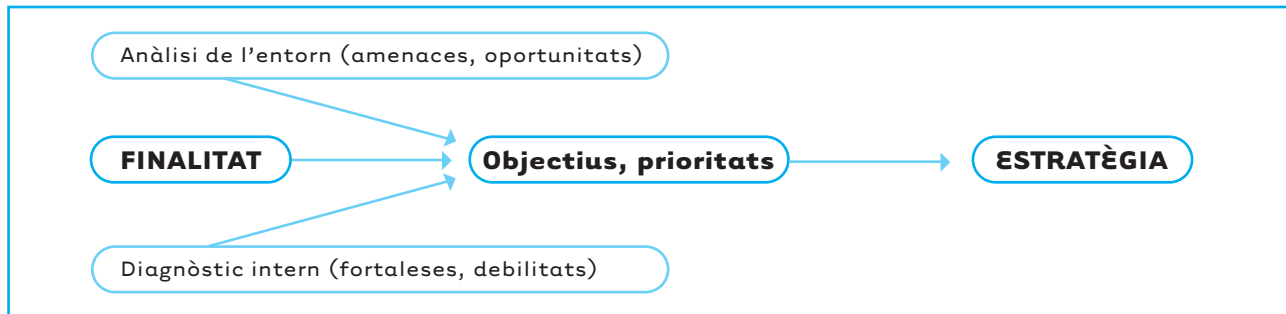 Anàlisi de l’entorn (amenaces, oportunitats)
FINALITAT
Objectius, prioritats
ESTRATÈGIA
Diagnòstic intern (fortaleses, debilitats)